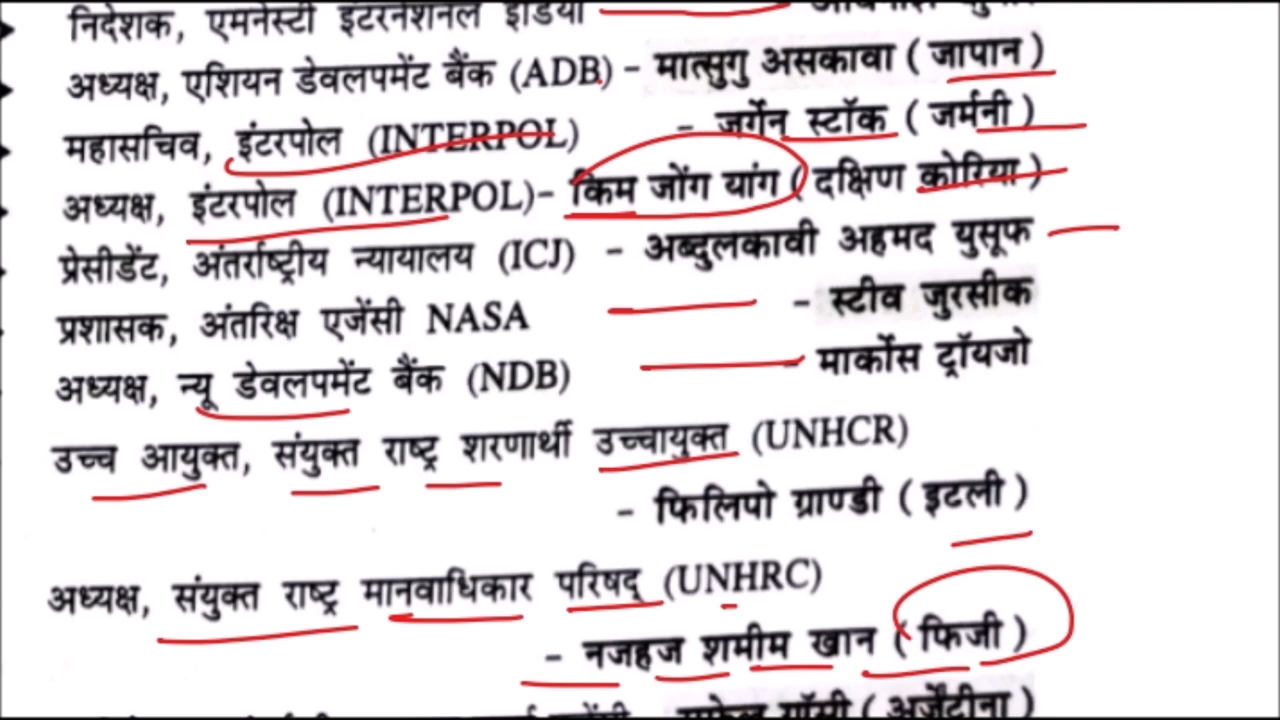 निदेशक, एमनेस्टी इंटरनेशनल इंडिया
अध्यक्ष, एशियन डेवलपमेंट बैंक (ADB) - मात्सुगु असकावा ( जापान )
महासचिव, इंटरपोल (INTERPOL) - जर्गेन स्टॉक ( जर्मनी )
अध्यक्ष, इंटरपोल (INTERPOL)- किम जोंग यांग ( दक्षिण कोरिया )
प्रेसीडेंट, अंतर्राष्ट्रीय न्यायालय (ICJ) - अब्दुलकावी अहमद युसूफ
प्रशासक, अंतरिक्ष एजेंसी NASA - स्टीव जुरसीक
अध्यक्ष, न्यू डेवलपमेंट बैंक (NDB) - मार्कोस ट्रॉयजो
उच्च आयुक्त, संयुक्त राष्ट्र शरणार्थी उच्चायुक्त (UNHCR)
- फिलिपो ग्राण्डी ( इटली )
अध्यक्ष, संयुक्त राष्ट्र मानवाधिकार परिषद् (UNHRC)
- नजहज शमीम खान ( फिजी )
( अर्जेंटीना )